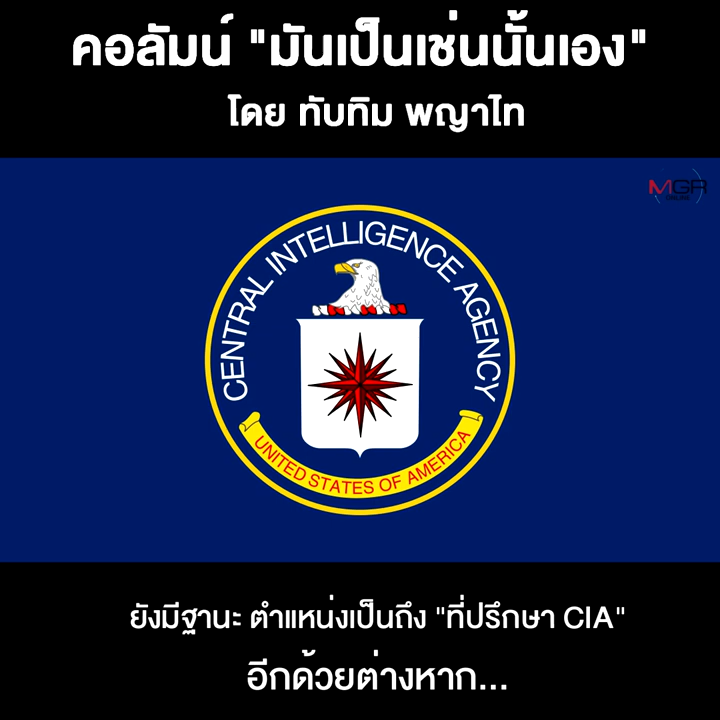 คอลัมน์ "มันเป็นเช่นนั้นเอง"
โดย ทับทิม พญาไท
MGR
ONLINE
CENTRAL INTELLIGENCE AGENCY
UNITED STATES OF AMERICA
ยังมีฐานะ ตำแหน่งเป็นถึง "ที่ปรึกษา CIA"
อีกด้วยต่างหาก...